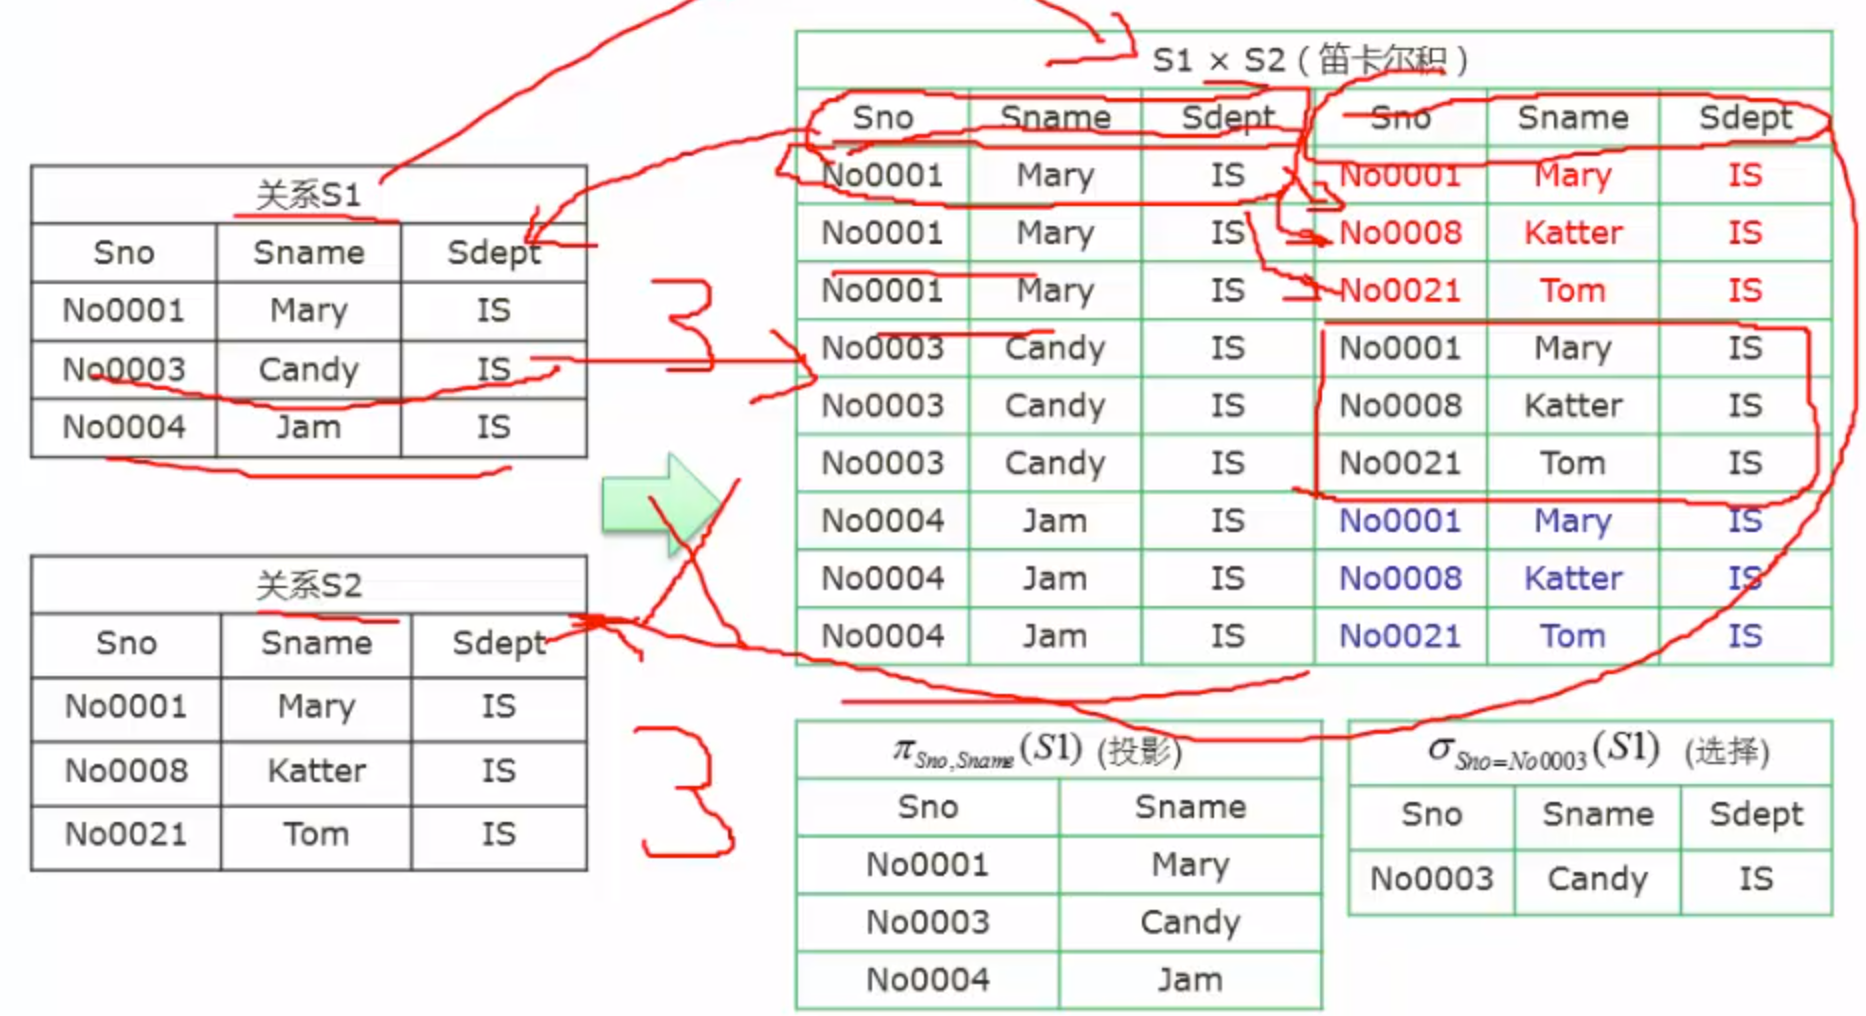 关系S1
Sno Sname Sdept
No0001 Mary IS
No0003 Candy IS
No0004 Jam IS
3
关系S2
Sno Sname Sdept
No0001 Mary IS
No0008 Katter IS
No0021 Tom IS
3
S1 × S2（笛卡尔积）
Sno Sname Sdept Sno Sname Sdept
No0001 Mary IS No0001 Mary IS
No0001 Mary IS No0008 Katter IS
No0001 Mary IS No0021 Tom IS
No0003 Candy IS No0001 Mary IS
No0003 Candy IS No0008 Katter IS
No0003 Candy IS No0021 Tom IS
No0004 Jam IS No0001 Mary IS
No0004 Jam IS No0008 Katter IS
No0004 Jam IS No0021 Tom IS
π Sno,Sname (S1) (投影)
Sno Sname
No0001 Mary
No0003 Candy
No0004 Jam
σ Sno=No0003 (S1) (选择)
Sno Sname Sdept
No0003 Candy IS